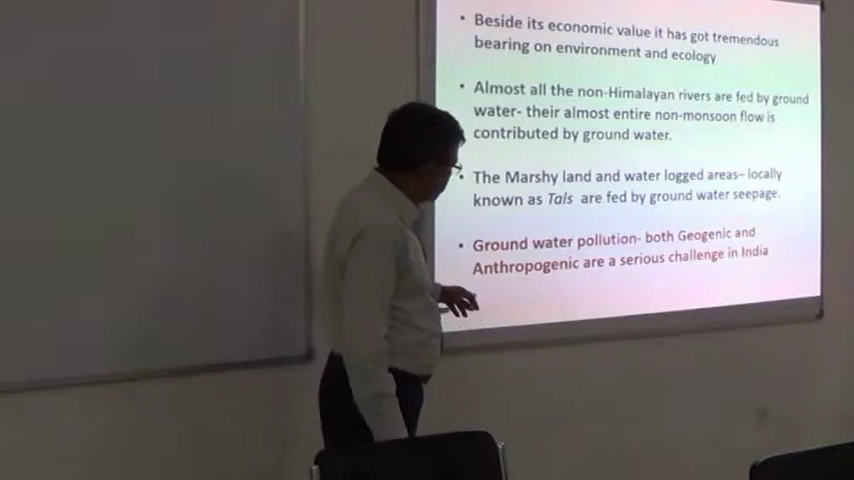 • Beside its economic value it has got tremendous
bearing on environment and ecology
• Almost all the non-Himalayan rivers are fed by ground
water- their almost entire non-monsoon flow is
contributed by ground water.
• The Marshy land and water logged areas– locally
known as Tals are fed by ground water seepage.
• Ground water pollution- both Geogenic and
Anthropogenic are a serious challenge in India